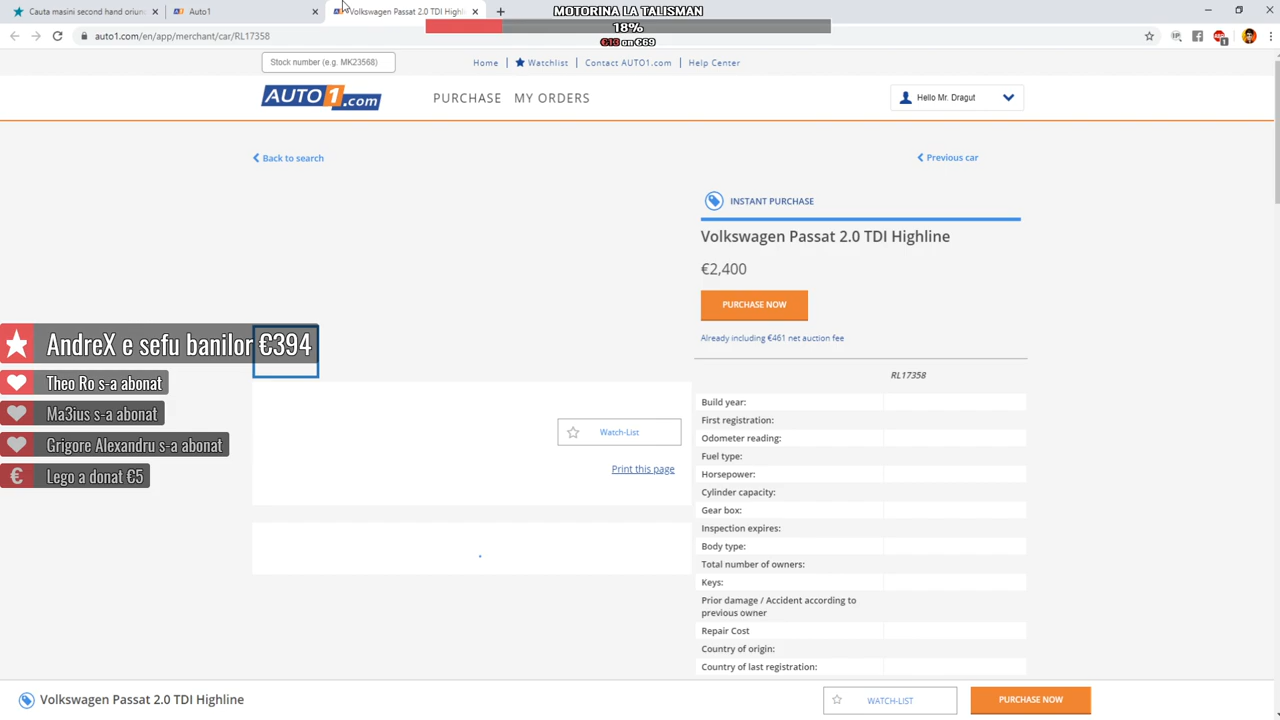 Cauta masini second hand oriun
Auto1
Volkswagen Passat 2.0 TDI Highli
MOTORINA LA TALISMAN
18%
€13 on €69
auto1.com/en/app/merchant/car/RL17358
Stock number (e.g. MK23568)
Home
Watchlist
Contact AUTO1.com
Help Center
AUTO1.com
PURCHASE
MY ORDERS
Hello Mr. Dragut
Back to search
Previous car
INSTANT PURCHASE
Volkswagen Passat 2.0 TDI Highline
€2,400
PURCHASE NOW
Already including €461 net auction fee
AndreX e sefu banilor €394
Theo Ro s-a abonat
Ma3ius s-a abonat
Grigore Alexandru s-a abonat
€ Lego a donat €5
Watch-List
Print this page
RL17358
Build year:
First registration:
Odometer reading:
Fuel type:
Horsepower:
Cylinder capacity:
Gear box:
Inspection expires:
Body type:
Total number of owners:
Keys:
Prior damage / Accident according to
previous owner
Repair Cost
Country of origin:
Country of last registration:
Volkswagen Passat 2.0 TDI Highline
WATCH-LIST
PURCHASE NOW